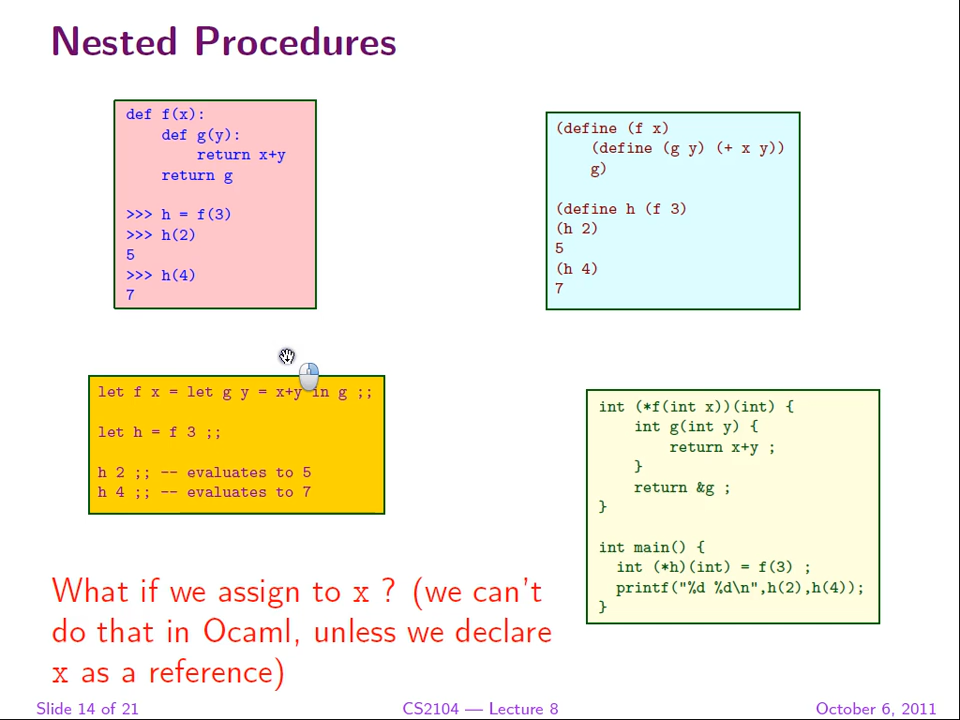 Nested Procedures
def f(x):
    def g(y):
        return x+y
    return g
>>> h = f(3)
>>> h(2)
5
>>> h(4)
7
(define (f x)
    (define (g y) (+ x y))
    g)
(define h (f 3)
(h 2)
5
(h 4)
7
let f x = let g y = x+y in g ;;
let h = f 3 ;;
h 2 ;; -- evaluates to 5
h 4 ;; -- evaluates to 7
int (*f(int x))(int) {
    int g(int y) {
        return x+y ;
    }
    return &g ;
}
int main() {
  int (*h)(int) = f(3) ;
  printf("%d %d\n",h(2),h(4));
}
What if we assign to x ? (we can't
do that in Ocaml, unless we declare
x as a reference)
Slide 14 of 21
CS2104 — Lecture 8
October 6, 2011